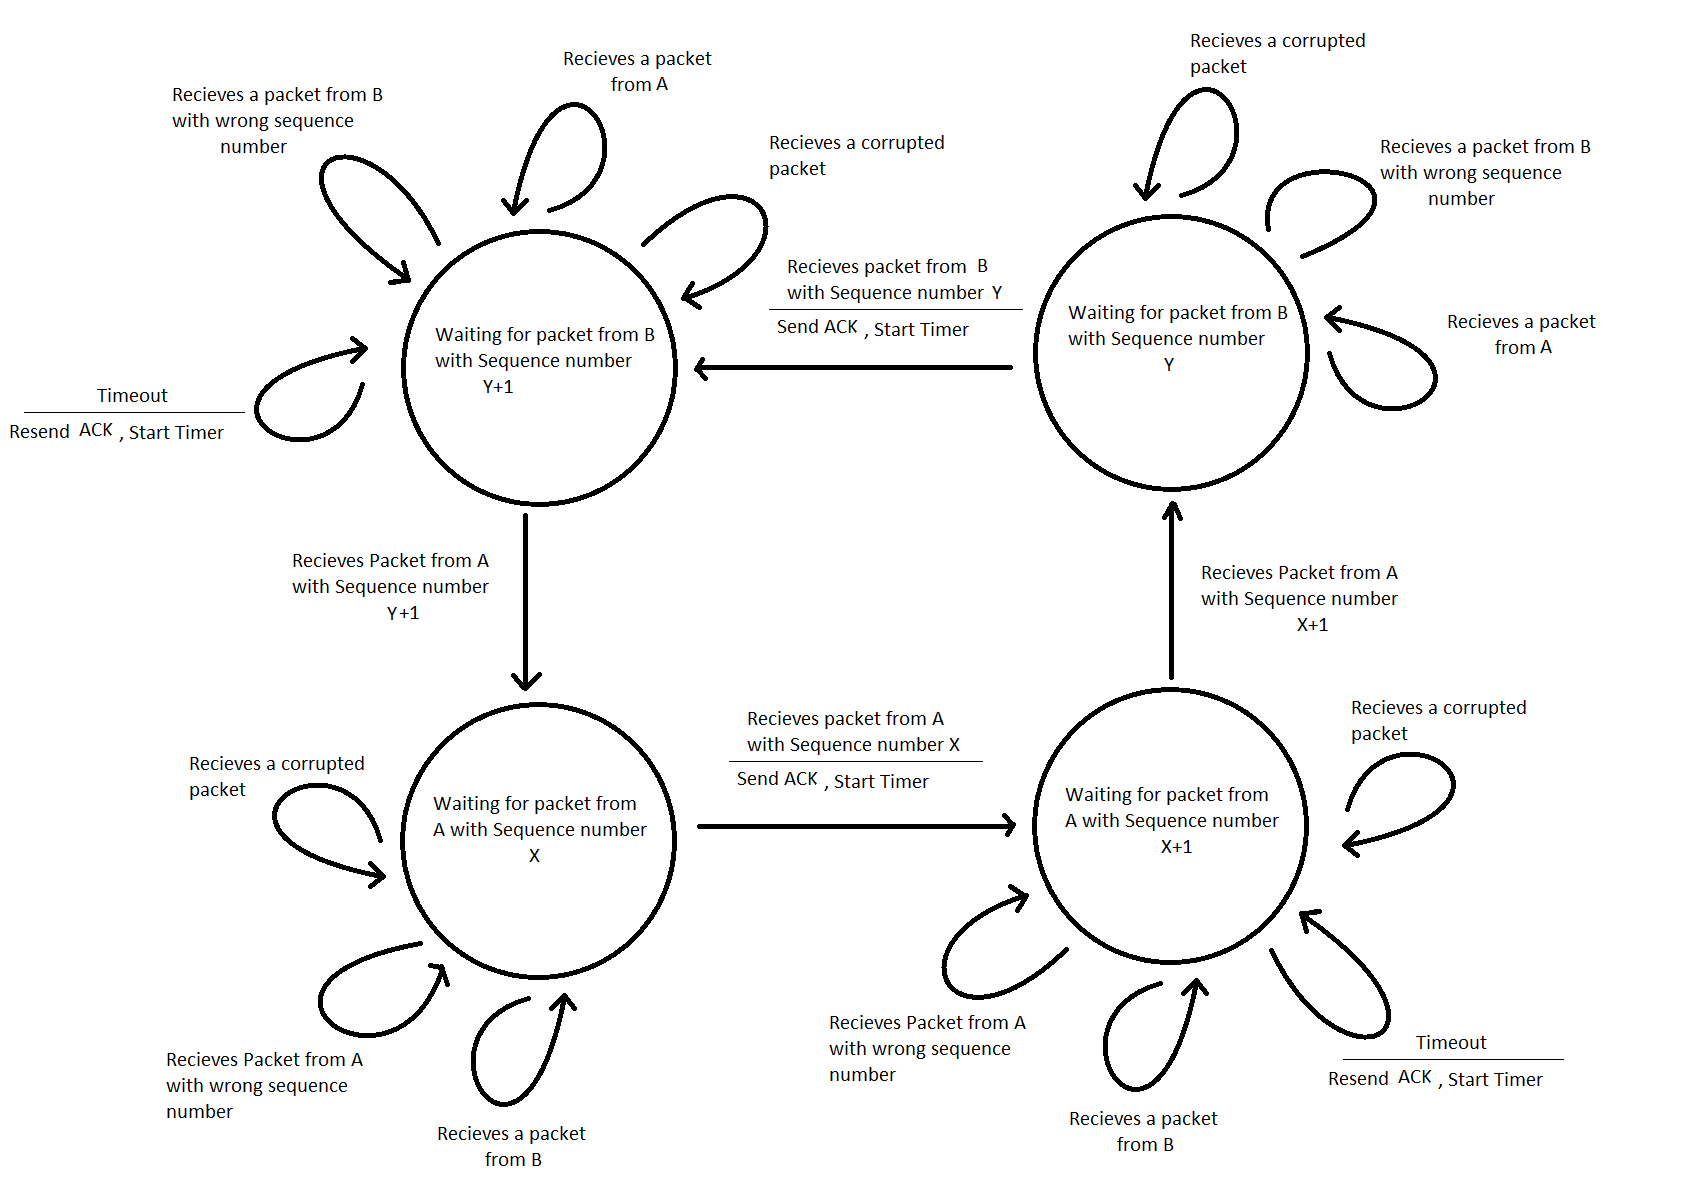 Recieves a corrupted
packet
Recieves a packet
from A
Recieves a packet from B
with wrong sequence
number
Recieves a corrupted
packet
Recieves a packet from B
with wrong sequence
number
Recieves packet from B
with Sequence number Y
Send ACK , Start Timer
Waiting for packet from B
with Sequence number
Y+1
Waiting for packet from B
with Sequence number
Y
Recieves a packet
from A
Timeout
Resend ACK , Start Timer
Recieves Packet from A
with Sequence number
Y+1
Recieves Packet from A
with Sequence number
X+1
Recieves packet from A
with Sequence number X
Send ACK , Start Timer
Recieves a corrupted
packet
Recieves a corrupted
packet
Waiting for packet from
A with Sequence number
X
Waiting for packet from
A with Sequence number
X+1
Recieves Packet from A
with wrong sequence
number
Recieves a packet
from B
Recieves Packet from A
with wrong sequence
number
Recieves a packet
from B
Timeout
Resend ACK , Start Timer